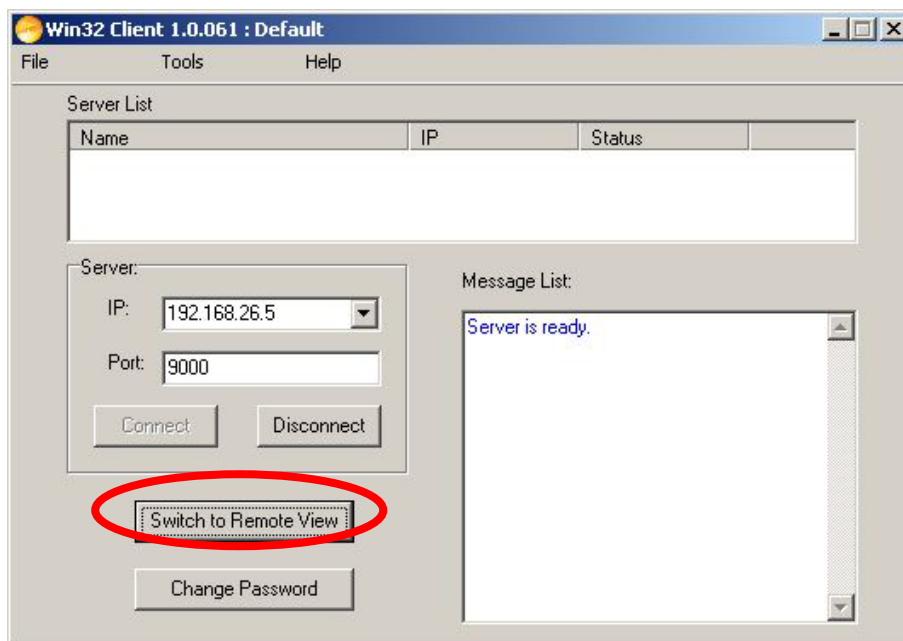 Win32 Client 1.0.061 : Default
File Tools Help
Server List
Name IP Status
Server:
IP: 192.168.26.5
Port: 9000
Connect Disconnect
Switch to Remote View
Change Password
Message List:
Server is ready.